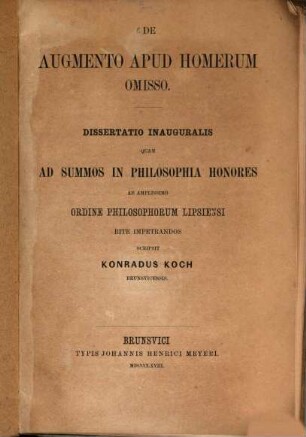 DE
AUGMENTO APUD HOMERUM
OMISSO.
DISSERTATIO INAUGURALIS
QUAM
AD SUMMOS IN PHILOSOPHIA HONORES
AB AMPLISSIMO
ORDINE PHILOSOPHORUM LIPSIENSI
RITE IMPETRANDOS
SCRIPSIT
KONRADUS KOCH
BRUNSVICI
TYPIS JOHANNIS HENRICI MEYERI.